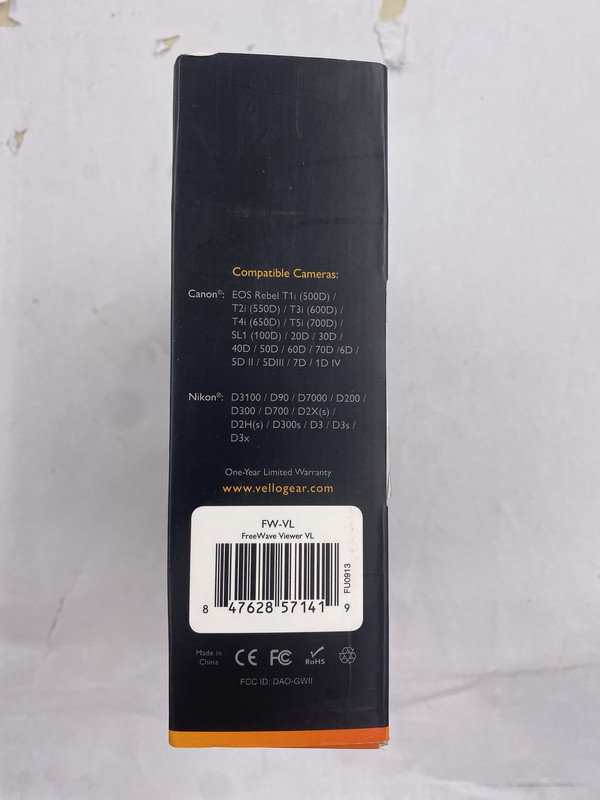 Compatible Cameras:
Canon®: EOS Rebel T1i (500D) /
T2i (550D) / T3i (600D) /
T4i (650D) / T5i (700D) /
SL1 (100D) / 20D / 30D /
40D / 50D / 60D / 70D /6D /
5D II / 5DIII / 7D / 1D IV
Nikon®: D3100 / D90 / D7000 / D200 /
D300 / D700 / D2X(s) /
D2H(s) / D300s / D3 / D3s /
D3x
One-Year Limited Warranty
www.vellogear.com
FW-VL
FreeWave Viewer VL
FU0913
8 47628 57141 9
Made in
China
CE FC RoHS
FCC ID: DAO-GWII